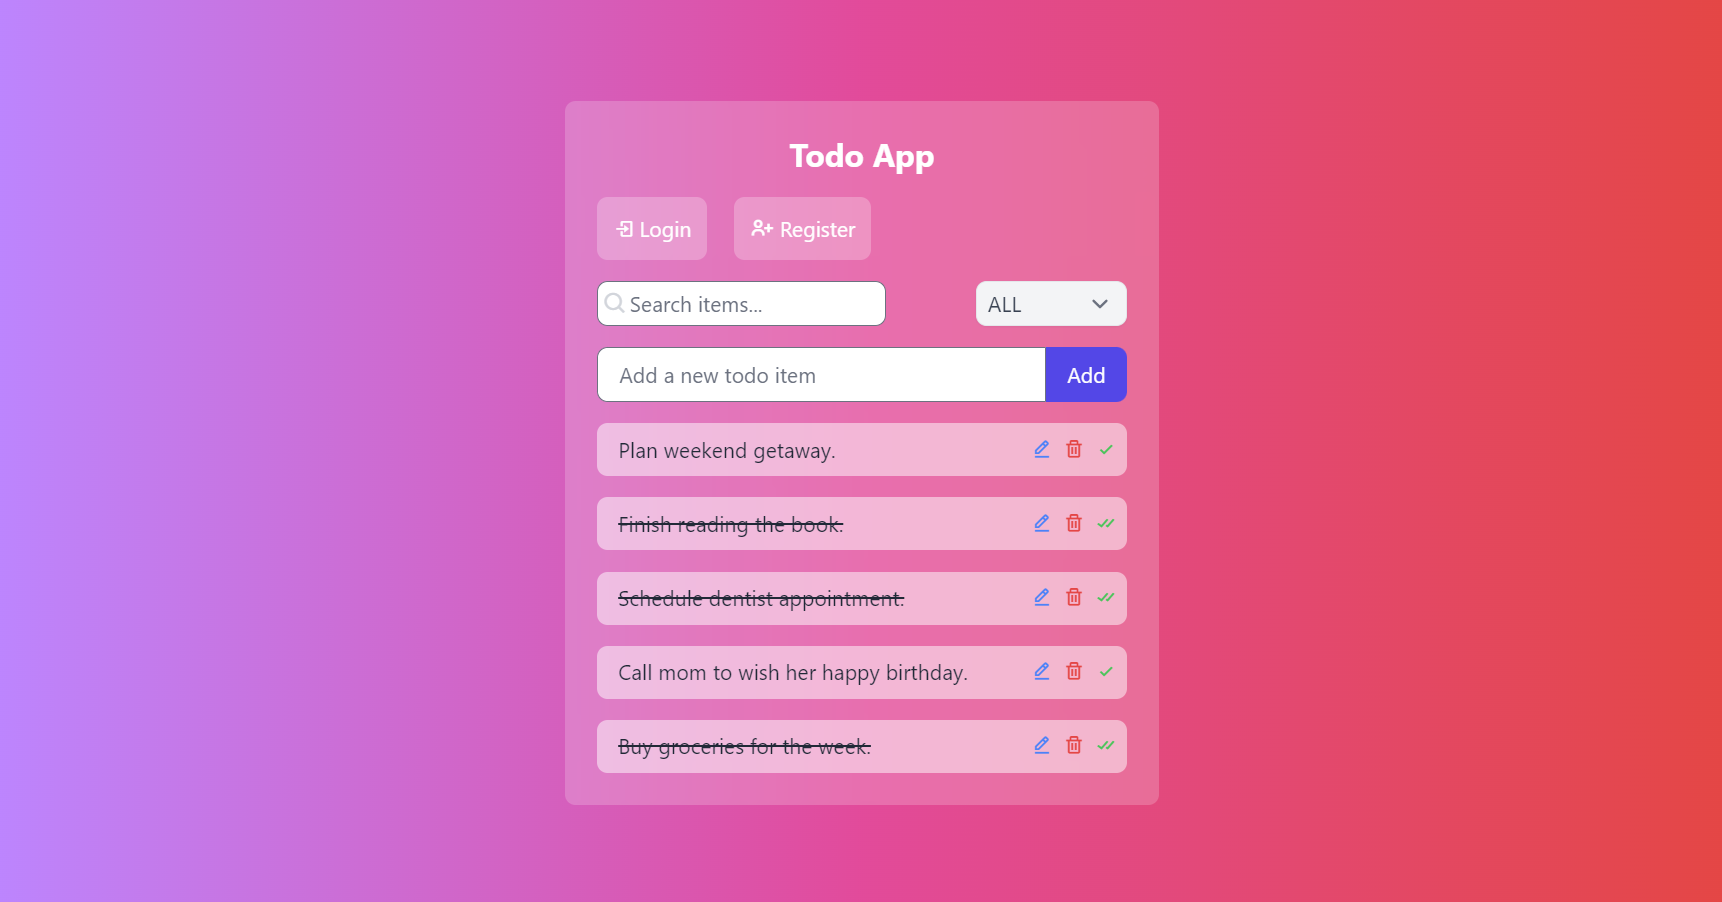 Todo App
Login
Register
Search items...
ALL
Add a new todo item
Add
Plan weekend getaway.
Finish reading the book.
Schedule dentist appointment.
Call mom to wish her happy birthday.
Buy groceries for the week.